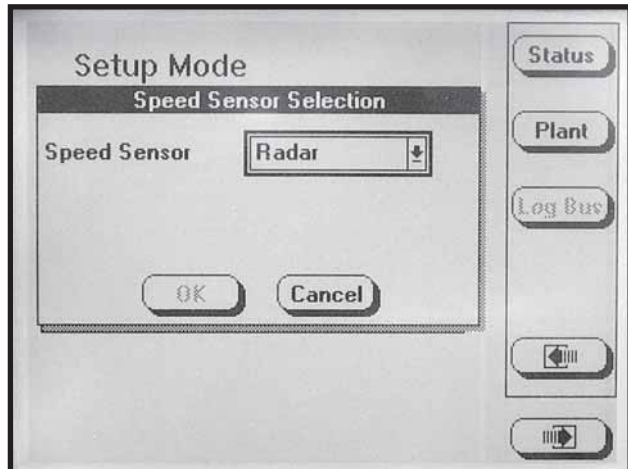 Setup Mode
Speed Sensor Selection
Speed Sensor
Radar
OK
Cancel
Status
Plant
Log Bus